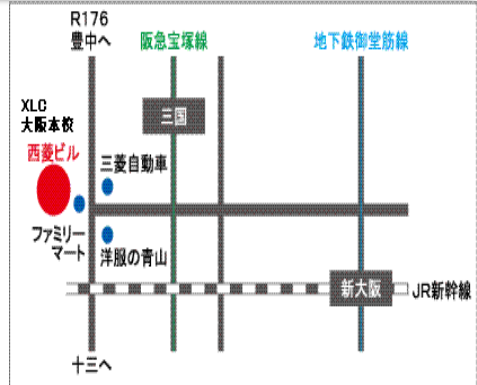 R176
豊中へ
阪急宝塚線
地下鉄御堂筋線
XLC
大阪本校
三国
西菱ビル
三菱自動車
ファミリー
マート
洋服の青山
新大阪
JR新幹線
十三へ